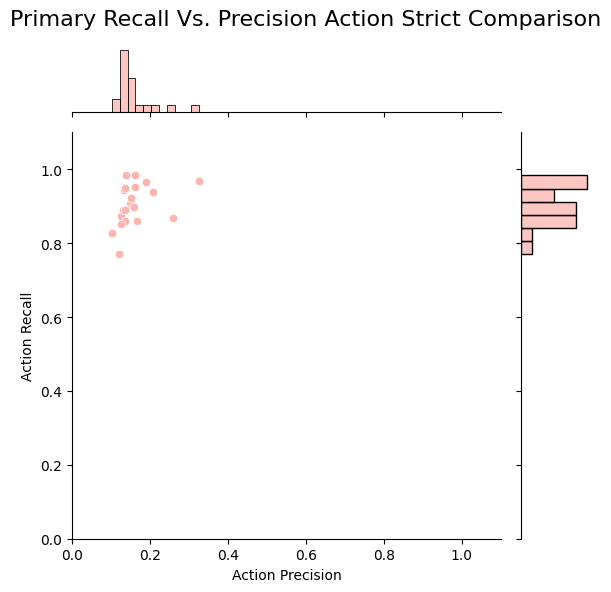 Primary Recall Vs. Precision Action Strict Comparison
1.0
0.8
0.6
0.4
0.2
0.0
Action Recall
0.0 0.2 0.4 0.6 0.8 1.0
Action Precision